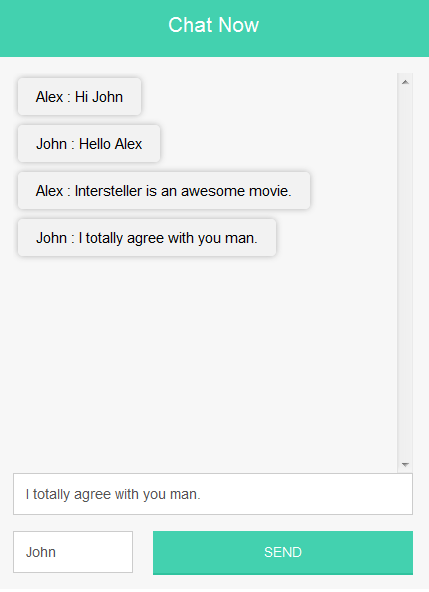 Chat Now
Alex : Hi John
John : Hello Alex
Alex : Intersteller is an awesome movie.
John : I totally agree with you man.
I totally agree with you man.
John
SEND